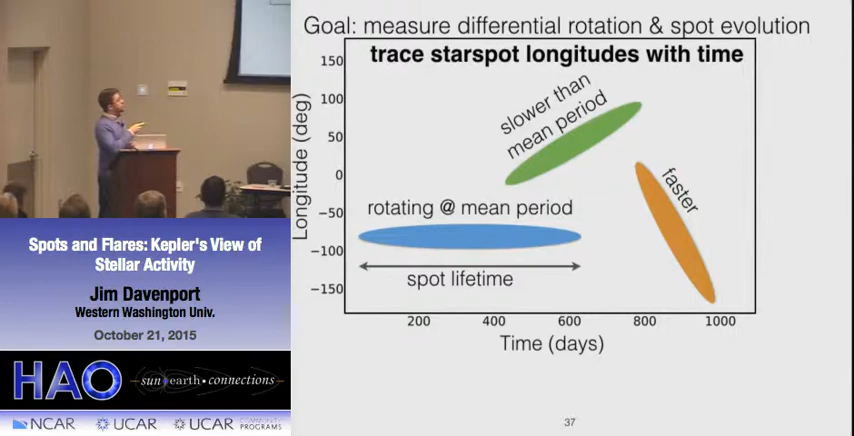 Goal: measure differential rotation & spot evolution
trace starspot longitudes with time
150
100
50
0
−50
−100
−150
Longitude (deg)
slower than
mean period
faster
rotating @ mean period
spot lifetime
200
400
600
800
1000
Time (days)
37
Spots and Flares: Kepler's View of
Stellar Activity
Jim Davenport
Western Washington Univ.
October 21, 2015
HAO
sun earth • connections
NCAR
UCAR
UCAR COMMUNITY
PROGRAMS